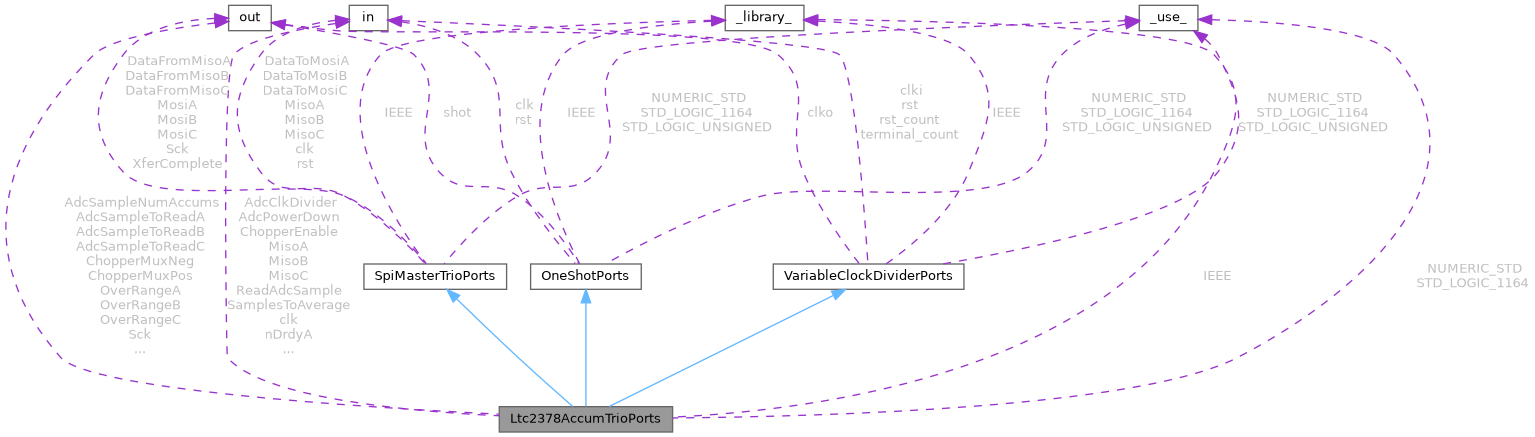 out
in
_library_
_use_
DataFromMisoA
DataFromMisoB
DataFromMisoC
MosiA
MosiB
MosiC
Sck
XferComplete
DataToMosiA
DataToMosiB
DataToMosiC
MisoA
MisoB
MisoC
clk
rst
IEEE
shot
clk
rst
IEEE
NUMERIC_STD
STD_LOGIC_1164
STD_LOGIC_UNSIGNED
clko
clki
rst
rst_count
terminal_count
IEEE
NUMERIC_STD
STD_LOGIC_1164
STD_LOGIC_UNSIGNED
NUMERIC_STD
STD_LOGIC_1164
STD_LOGIC_UNSIGNED
AdcSampleNumAccums
AdcSampleToReadA
AdcSampleToReadB
AdcSampleToReadC
ChopperMuxNeg
ChopperMuxPos
OverRangeA
OverRangeB
OverRangeC
Sck
...
AdcClkDivider
AdcPowerDown
ChopperEnable
MisoA
MisoB
MisoC
ReadAdcSample
SamplesToAverage
clk
nDrdyA
...
SpiMasterTrioPorts
OneShotPorts
VariableClockDividerPorts
IEEE
NUMERIC_STD
STD_LOGIC_1164
Ltc2378AccumTrioPorts